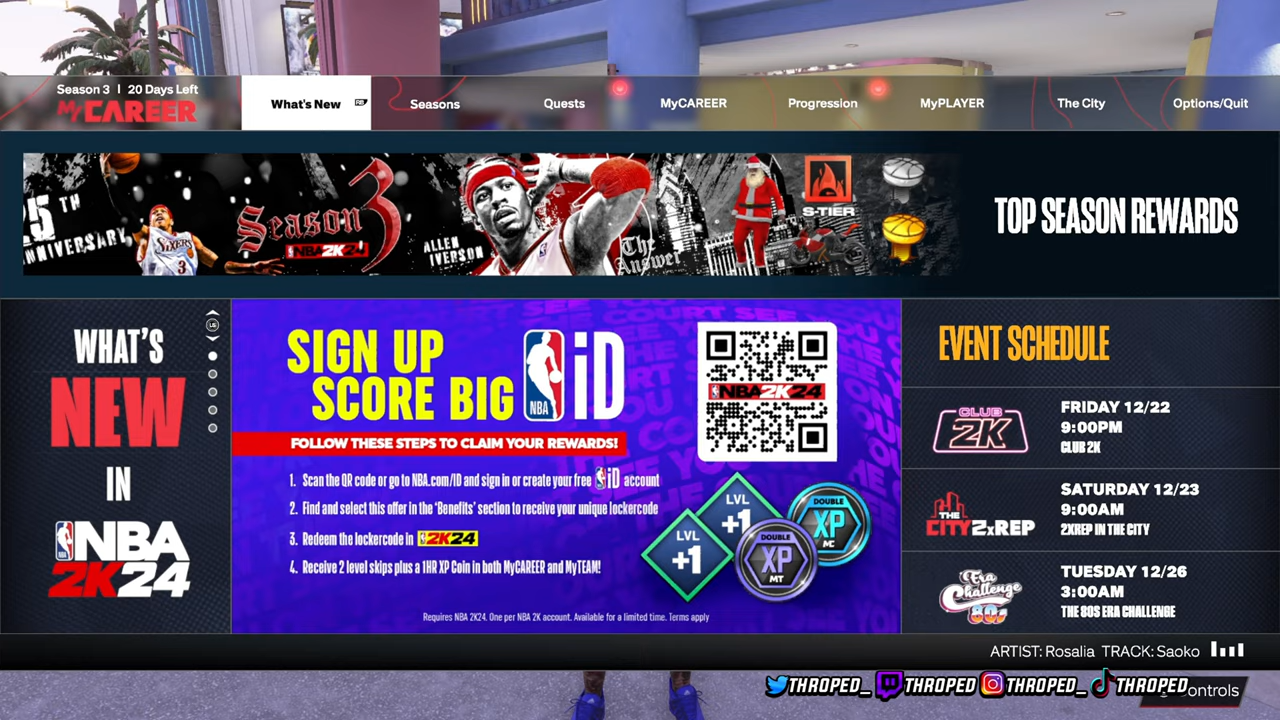 Season 3 | 20 Days Left
MyCAREER
What's New
RB
Seasons
Quests
MyCAREER
Progression
MyPLAYER
The City
Options/Quit
25TH
ANNIVERSARY
SIXERS
3
Season 3
NBA 2K24
ALLEN
IVERSON
The
Answer
S-TIER
TOP SEASON REWARDS
WHAT'S
NEW
IN
NBA
2K24
LS
SIGN UP
SCORE BIG
NBA
iD
FOLLOW THESE STEPS TO CLAIM YOUR REWARDS!
1. Scan the QR code or go to NBA.com/ID and sign in or create your free iD account
2. Find and select this offer in the 'Benefits' section to receive your unique lockercode
3. Redeem the lockercode in 2K24
4. Receive 2 level skips plus a 1HR XP Coin in both MyCAREER and MyTEAM!
Requires NBA 2K24. One per NBA 2K account. Available for a limited time. Terms apply
NBA2K24
LVL
+1
LVL
+1
DOUBLE
XP
MT
DOUBLE
XP
MC
EVENT SCHEDULE
CLUB
2K
FRIDAY 12/22
9:00PM
CLUB 2K
THE
CITY 2xREP
SATURDAY 12/23
9:00AM
2XREP IN THE CITY
Era
Challenge
80s
TUESDAY 12/26
3:00AM
THE 80S ERA CHALLENGE
ARTIST: Rosalia TRACK: Saoko
THROPED_ THROPED THROPED_ THROPED
ontrols